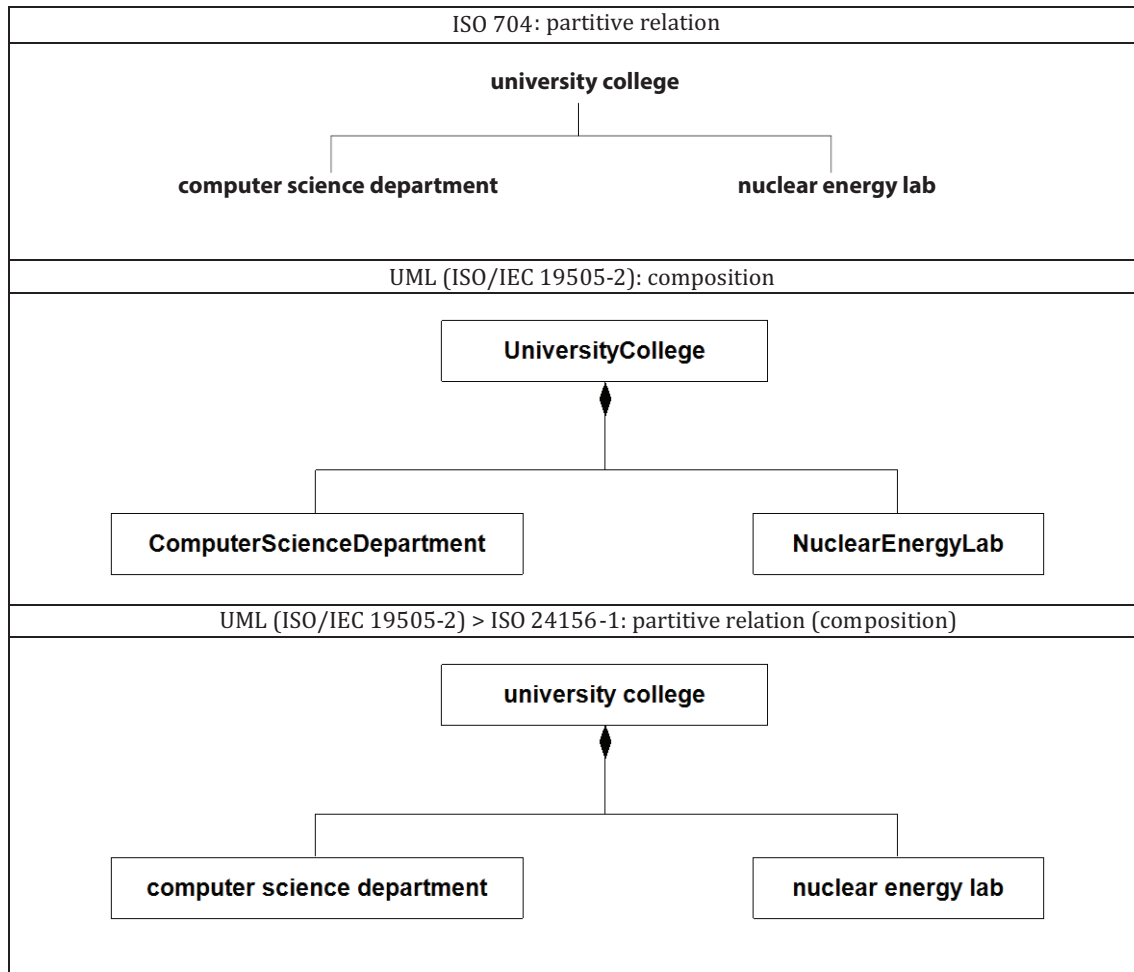 ISO 704: partitive relation
university college
computer science department nuclear energy lab
UML (ISO/IEC 19505-2): composition
UniversityCollege
ComputerScienceDepartment NuclearEnergyLab
UML (ISO/IEC 19505-2) > ISO 24156-1: partitive relation (composition)
university college
computer science department nuclear energy lab